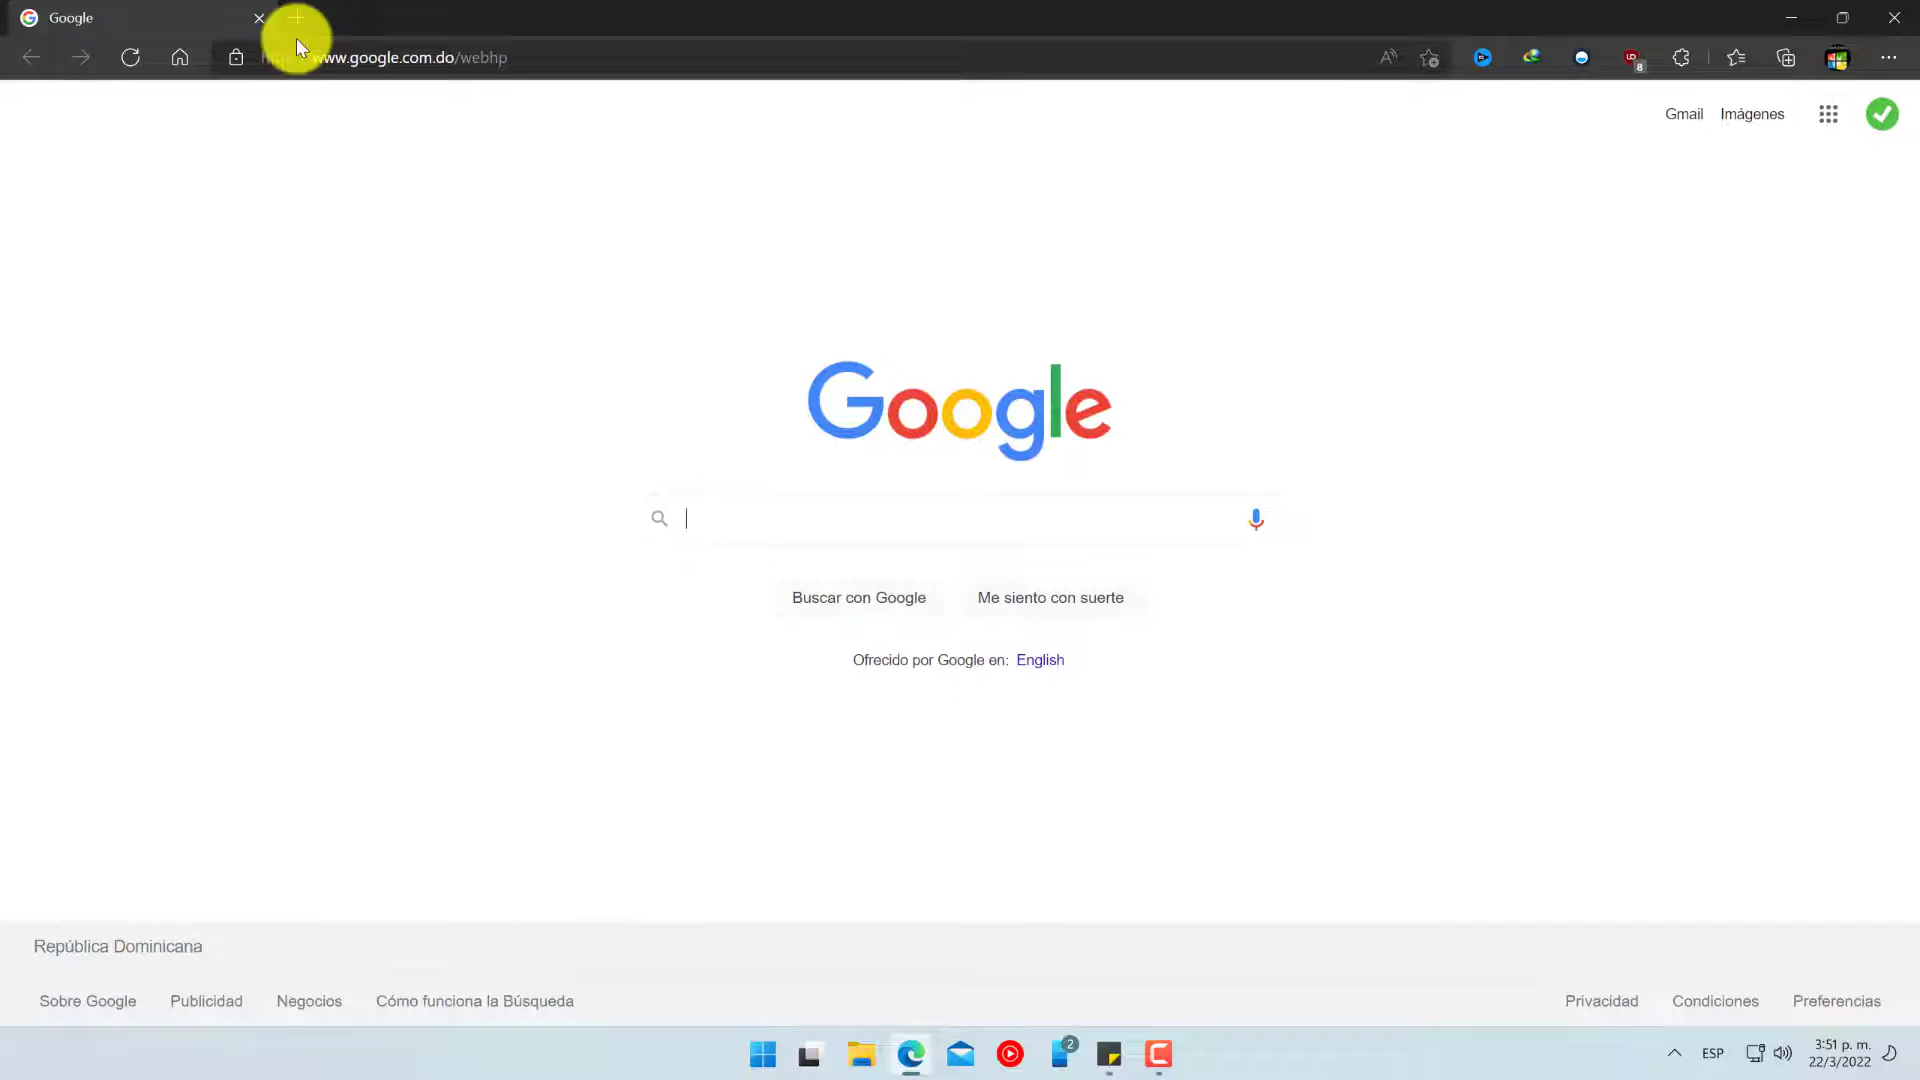 Google
www.google.com.do/webhp
8
Gmail Imágenes
Google
Buscar con Google Me siento con suerte
Ofrecido por Google en: English
República Dominicana
Sobre Google Publicidad Negocios Cómo funciona la Búsqueda Privacidad Condiciones Preferencias
2
ESP
3:51 p. m.
22/3/2022